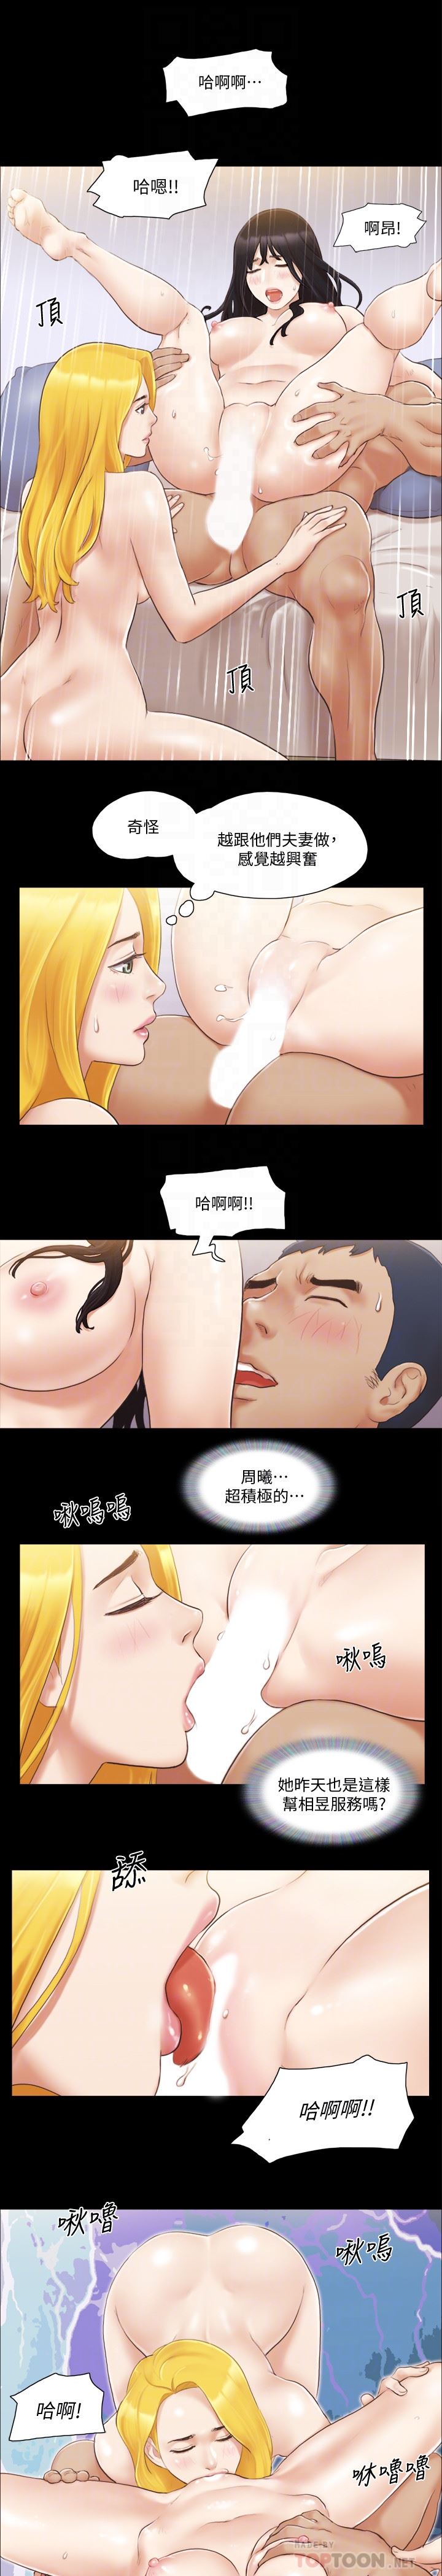 哈啊啊…
哈嗯!!
啊昂!
頂
頂
頂
奇怪
越跟他們夫妻做,
感覺越興奮
哈啊啊!!
周曦…
超積極的…
啾嗚嗚
啾嗚
她昨天也是這樣
幫相昱服務嗎?
舔
哈啊啊!!
啾嚕
啾嗚
哈啊!
咻嚕嚕
MADE BY
TOPTOON.NET